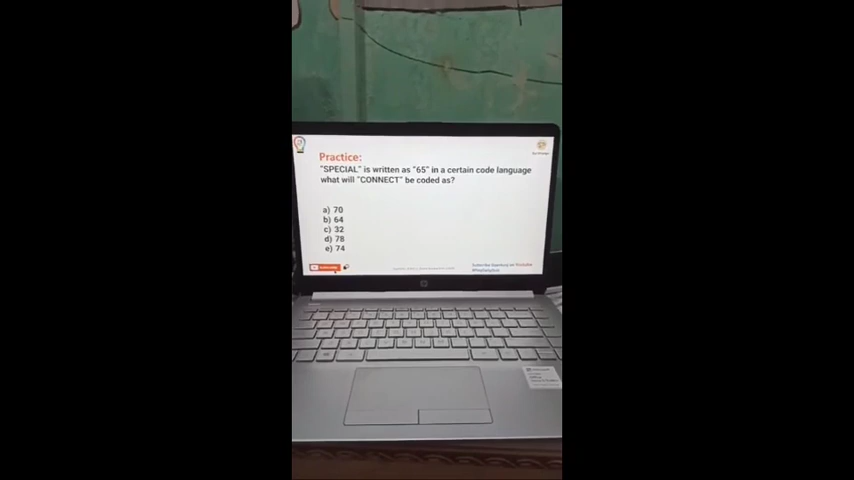 Practice:
"SPECIAL" is written as "65" in a certain code language
what will "CONNECT" be coded as?
a) 70
b) 64
c) 32
d) 78
e) 74